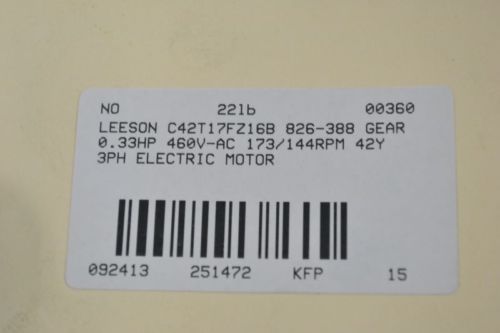 NO 22lb 00360
LEESON C42T17FZ16B 826-388 GEAR
0.33HP 460V-AC 173/144RPM 42Y
3PH ELECTRIC MOTOR
092413 251472 KFP 15